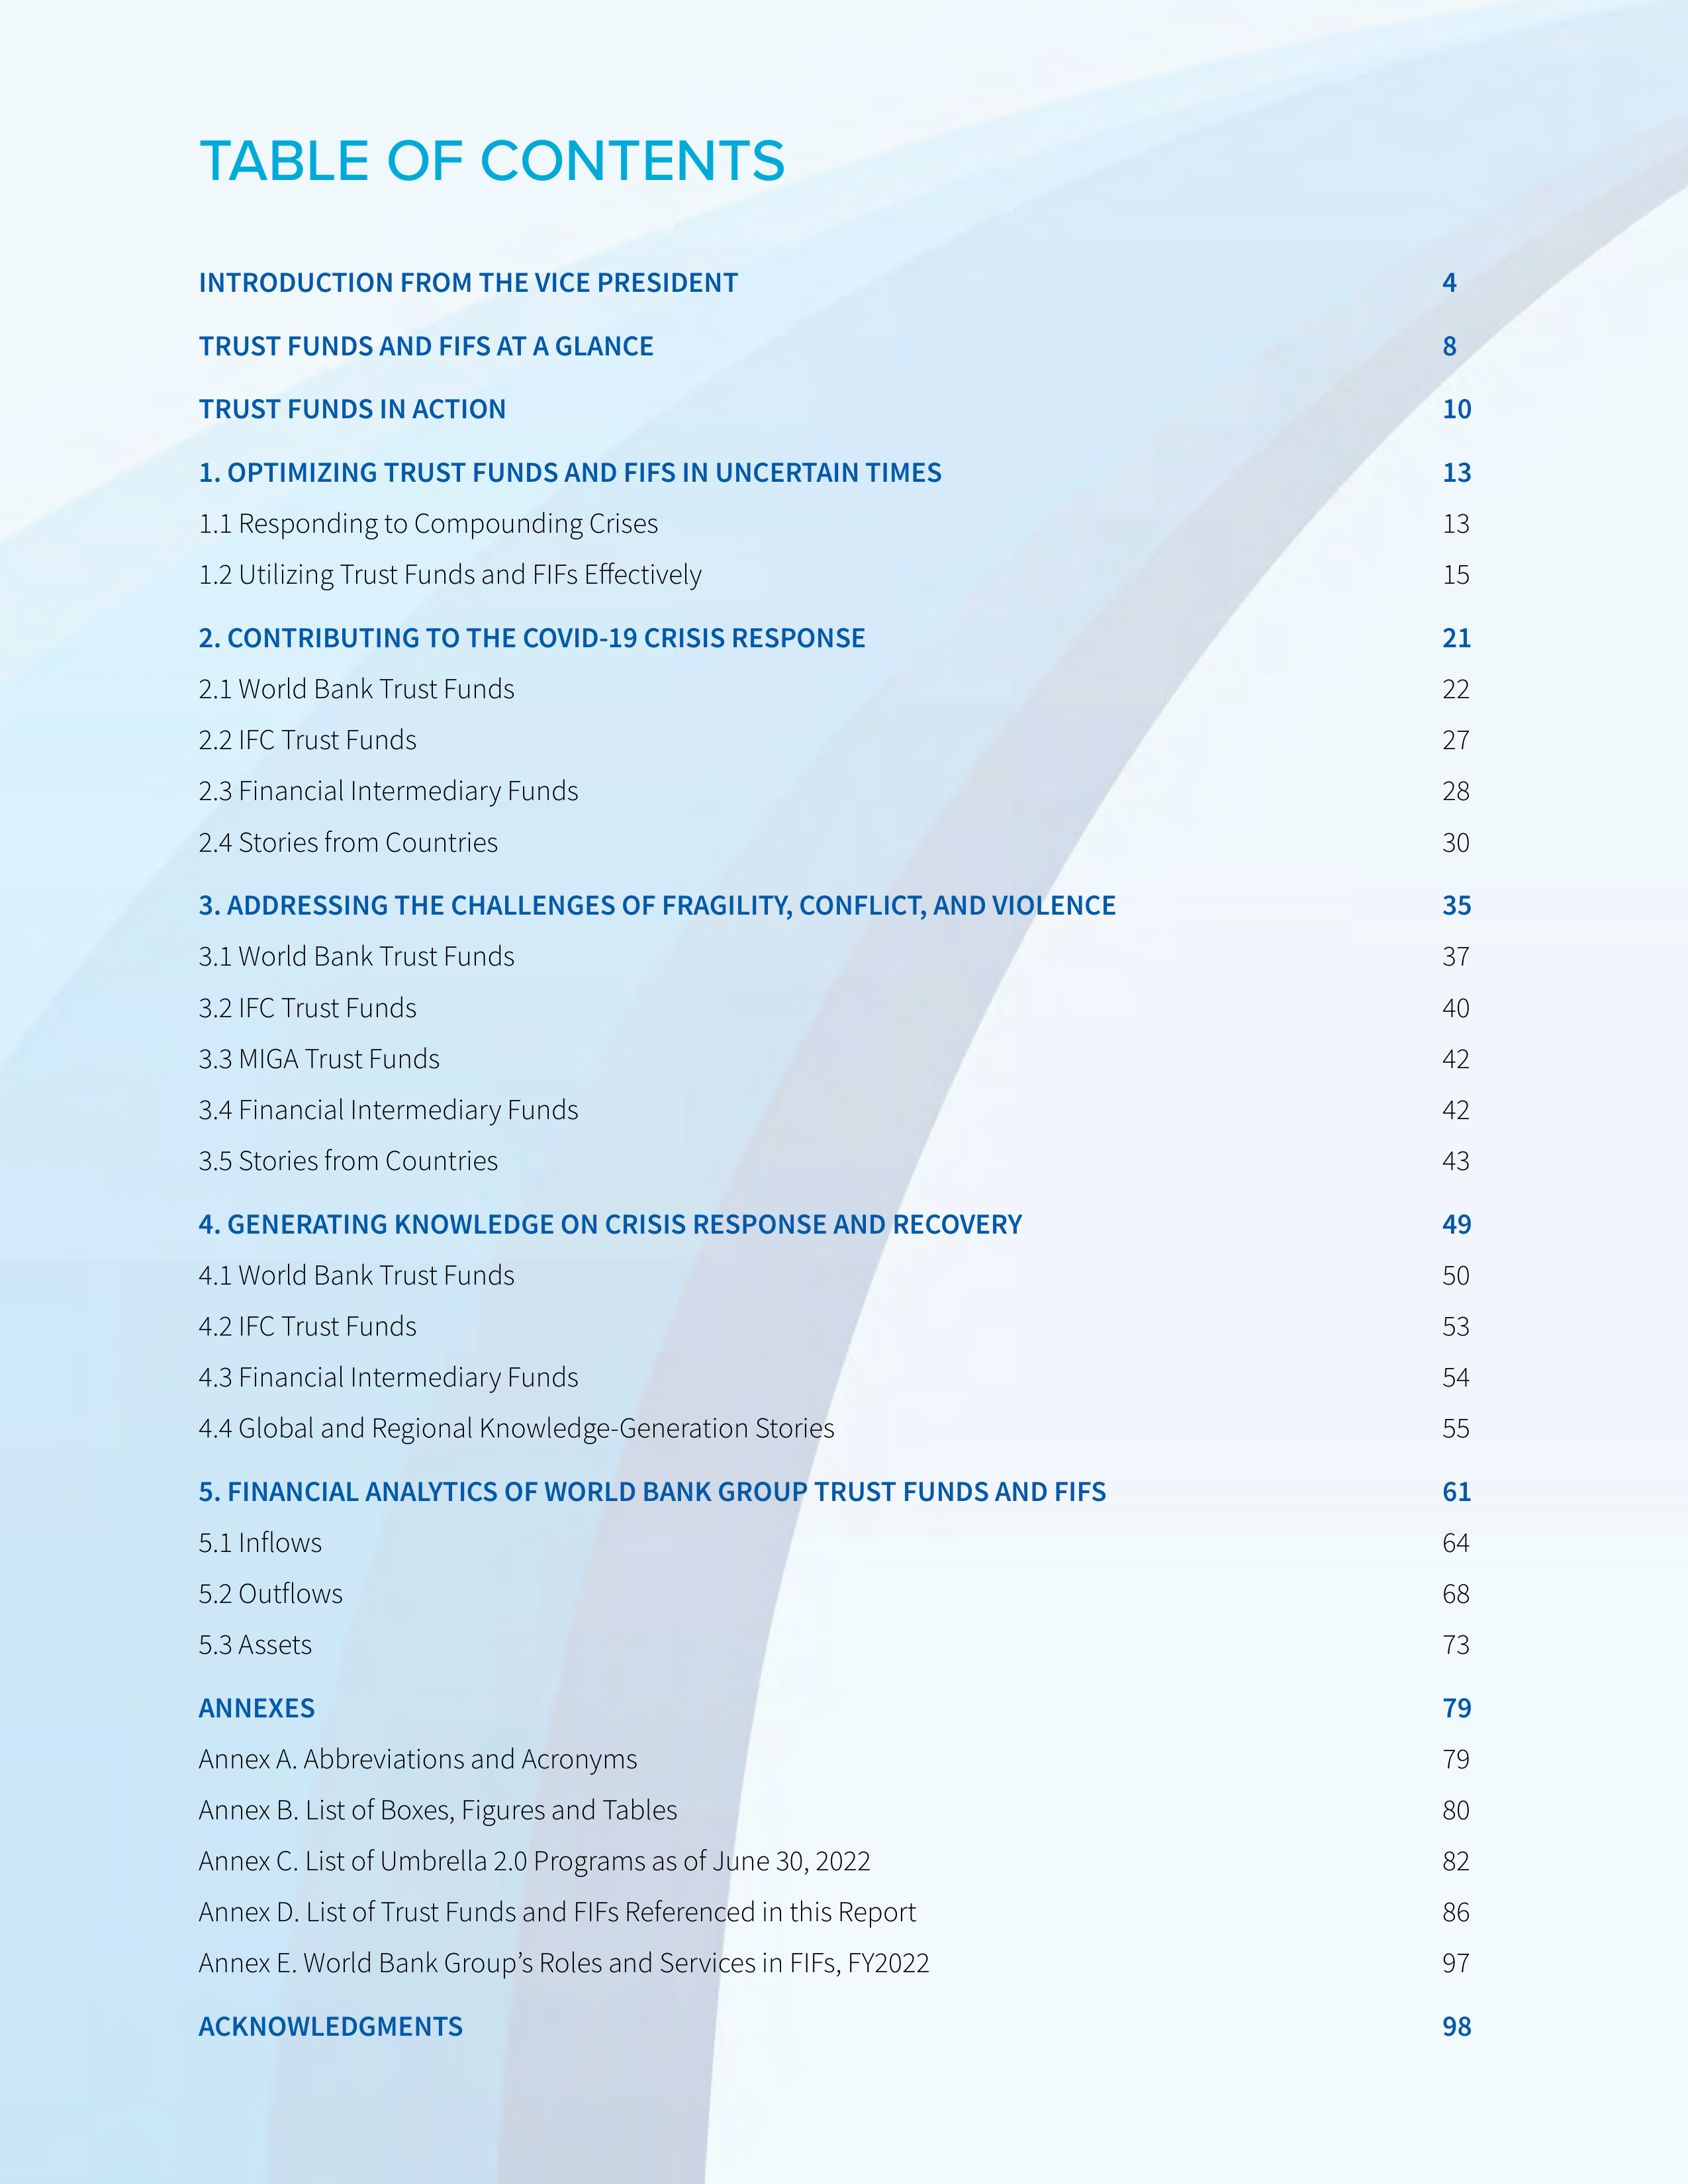 TABLE OF CONTENTS
INTRODUCTION FROM THE VICE PRESIDENT 4
TRUST FUNDS AND FIFS AT A GLANCE 8
TRUST FUNDS IN ACTION 10
1. OPTIMIZING TRUST FUNDS AND FIFS IN UNCERTAIN TIMES 13
1.1 Responding to Compounding Crises 13
1.2 Utilizing Trust Funds and FIFs Effectively 15
2. CONTRIBUTING TO THE COVID-19 CRISIS RESPONSE 21
2.1 World Bank Trust Funds 22
2.2 IFC Trust Funds 27
2.3 Financial Intermediary Funds 28
2.4 Stories from Countries 30
3. ADDRESSING THE CHALLENGES OF FRAGILITY, CONFLICT, AND VIOLENCE 35
3.1 World Bank Trust Funds 37
3.2 IFC Trust Funds 40
3.3 MIGA Trust Funds 42
3.4 Financial Intermediary Funds 42
3.5 Stories from Countries 43
4. GENERATING KNOWLEDGE ON CRISIS RESPONSE AND RECOVERY 49
4.1 World Bank Trust Funds 50
4.2 IFC Trust Funds 53
4.3 Financial Intermediary Funds 54
4.4 Global and Regional Knowledge-Generation Stories 55
5. FINANCIAL ANALYTICS OF WORLD BANK GROUP TRUST FUNDS AND FIFS 61
5.1 Inflows 64
5.2 Outflows 68
5.3 Assets 73
ANNEXES 79
Annex A. Abbreviations and Acronyms 79
Annex B. List of Boxes, Figures and Tables 80
Annex C. List of Umbrella 2.0 Programs as of June 30, 2022 82
Annex D. List of Trust Funds and FIFs Referenced in this Report 86
Annex E. World Bank Group’s Roles and Services in FIFs, FY2022 97
ACKNOWLEDGMENTS 98